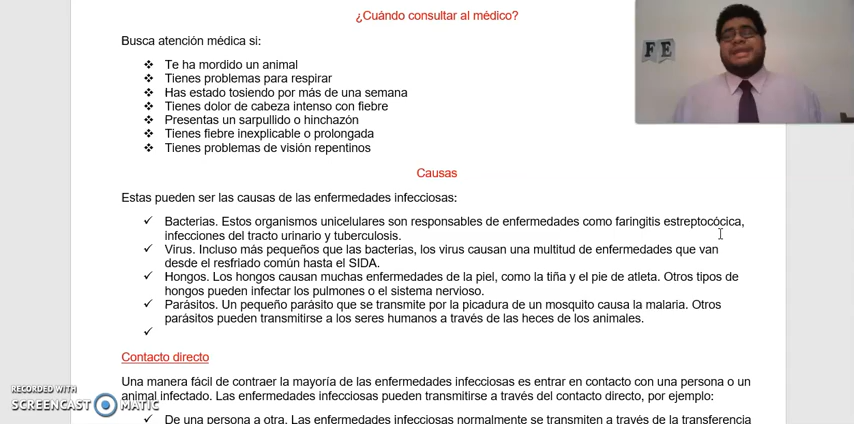 ¿Cuándo consultar al médico?
Busca atención médica si:
Te ha mordido un animal
Tienes problemas para respirar
Has estado tosiendo por más de una semana
Tienes dolor de cabeza intenso con fiebre
Presentas un sarpullido o hinchazón
Tienes fiebre inexplicable o prolongada
Tienes problemas de visión repentinos
Causas
Estas pueden ser las causas de las enfermedades infecciosas:
Bacterias. Estos organismos unicelulares son responsables de enfermedades como faringitis estreptocócica,
infecciones del tracto urinario y tuberculosis.
Virus. Incluso más pequeños que las bacterias, los virus causan una multitud de enfermedades que van
desde el resfriado común hasta el SIDA.
Hongos. Los hongos causan muchas enfermedades de la piel, como la tiña y el pie de atleta. Otros tipos de
hongos pueden infectar los pulmones o el sistema nervioso.
Parásitos. Un pequeño parásito que se transmite por la picadura de un mosquito causa la malaria. Otros
parásitos pueden transmitirse a los seres humanos a través de las heces de los animales.
Contacto directo
Una manera fácil de contraer la mayoría de las enfermedades infecciosas es entrar en contacto con una persona o un
animal infectado. Las enfermedades infecciosas pueden transmitirse a través del contacto directo, por ejemplo:
De una persona a otra. Las enfermedades infecciosas normalmente se transmiten a través de la transferencia
F E
RECORDED WITH
SCREENCAST MATIC